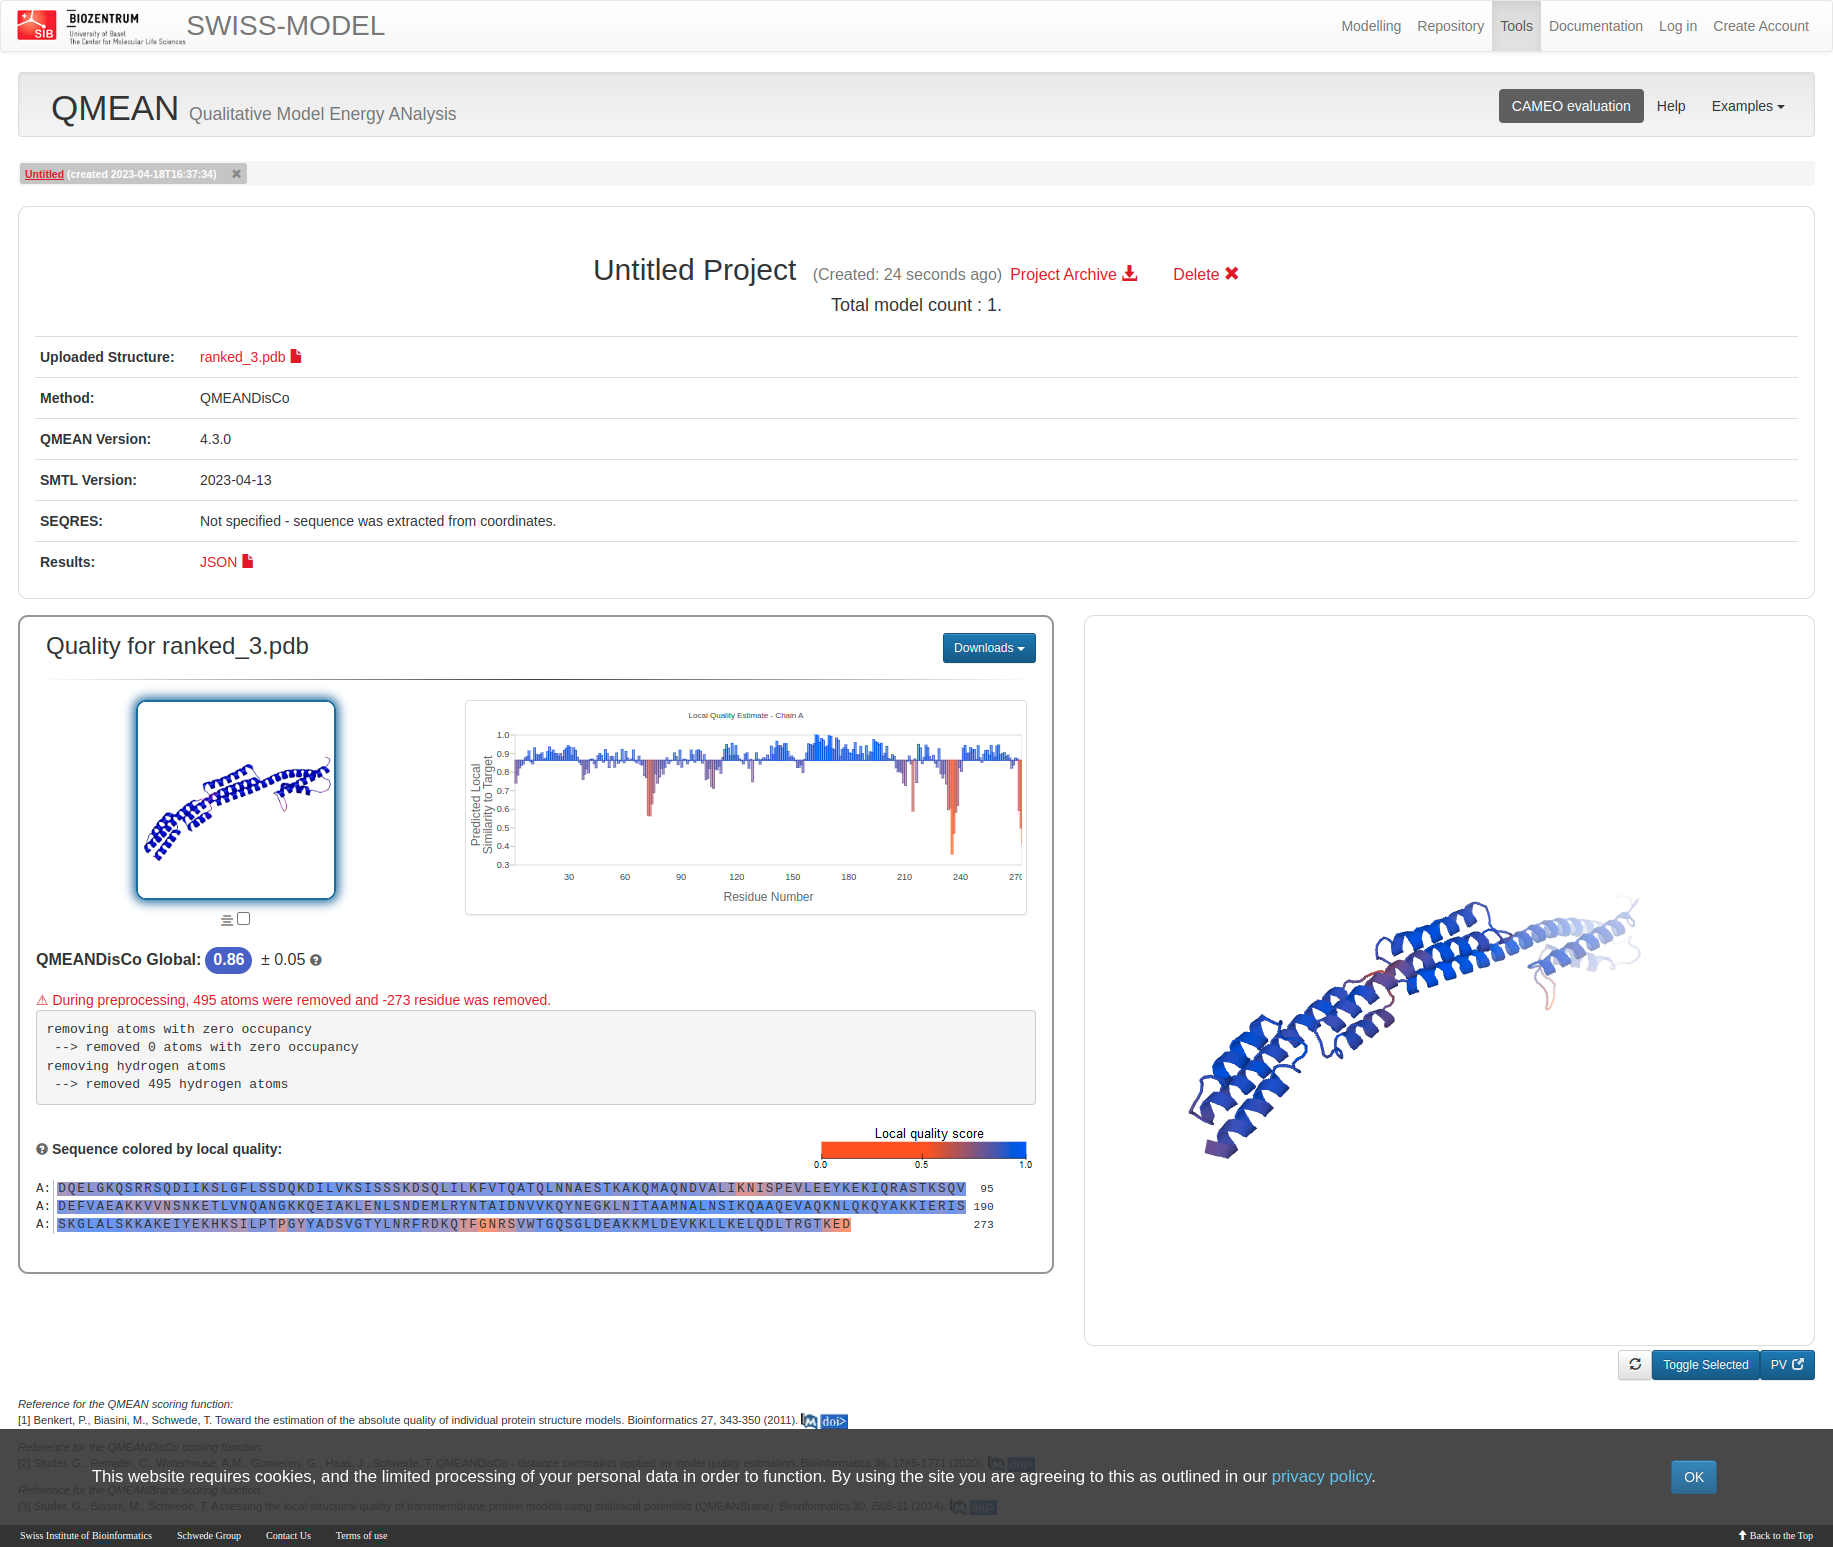 SIB
BIOZENTRUM
University of Basel
The Center for Molecular Life Sciences
SWISS-MODEL
Modelling Repository Tools Documentation Log in Create Account
QMEAN Qualitative Model Energy ANalysis
CAMEO evaluation Help Examples
Untitled (created 2023-04-18T16:37:34) ✖
Untitled Project (Created: 24 seconds ago) Project Archive Delete ✖
Total model count : 1.
Uploaded Structure: ranked_3.pdb
Method: QMEANDisCo
QMEAN Version: 4.3.0
SMTL Version: 2023-04-13
SEQRES: Not specified - sequence was extracted from coordinates.
Results: JSON
Quality for ranked_3.pdb
Downloads
Local Quality Estimate - Chain A
Predicted Local
Similarity to Target
1.0
0.9
0.8
0.7
0.6
0.5
0.4
0.3
30 60 90 120 150 180 210 240 270
Residue Number
QMEANDisCo Global: 0.86 ± 0.05
⚠ During preprocessing, 495 atoms were removed and -273 residue was removed.
removing atoms with zero occupancy
--> removed 0 atoms with zero occupancy
removing hydrogen atoms
--> removed 495 hydrogen atoms
Sequence colored by local quality:
Local quality score
0.0 0.5 1.0
A: DQELGKQSRRSQDIIKSLGFLSSDQKDILVKSISSSKDSQLILKFVTQATQLNNAESTKAKQMAQNDVALIKNISPEVLEEYKEKIQRASTKSQV 95
A: DEFVAEAKKVVNSNKETLVNQANGKKQEIAKLENLSNDEMLRYNTAIDNVVKQYNEGKLNITAAMNALNSIKQAAQEVAQKNLQKQYAKKIERIS 190
A: SKGLALSKKAKEIYEKHKSILPTPGYYADSVGTYLNRFRDKQTFGNRSVWTGQSGLDEAKKMLDEVKKLLKELQDLTRGTKED 273
Toggle Selected
PV
Reference for the QMEAN scoring function:
[1] Benkert, P., Biasini, M., Schwede, T. Toward the estimation of the absolute quality of individual protein structure models. Bioinformatics 27, 343-350 (2011). M doi>
Reference for the QMEANDisCo scoring function:
[2] Studer, G., Rempfer, C., Waterhouse, A.M., Gumienny, G., Haas, J., Schwede, T. QMEANDisCo - distance constraints applied on model quality estimation. Bioinformatics 36, 1765-1771 (2020). M doi>
This website requires cookies, and the limited processing of your personal data in order to function. By using the site you are agreeing to this as outlined in our privacy policy.
OK
Reference for the QMEANBrane scoring function:
[3] Studer, G., Biasini, M., Schwede, T. Assessing the local structural quality of transmembrane protein models using statistical potentials (QMEANBrane). Bioinformatics 30, i505-11 (2014). M doi>
Swiss Institute of Bioinformatics Schwede Group Contact Us Terms of use
Back to the Top